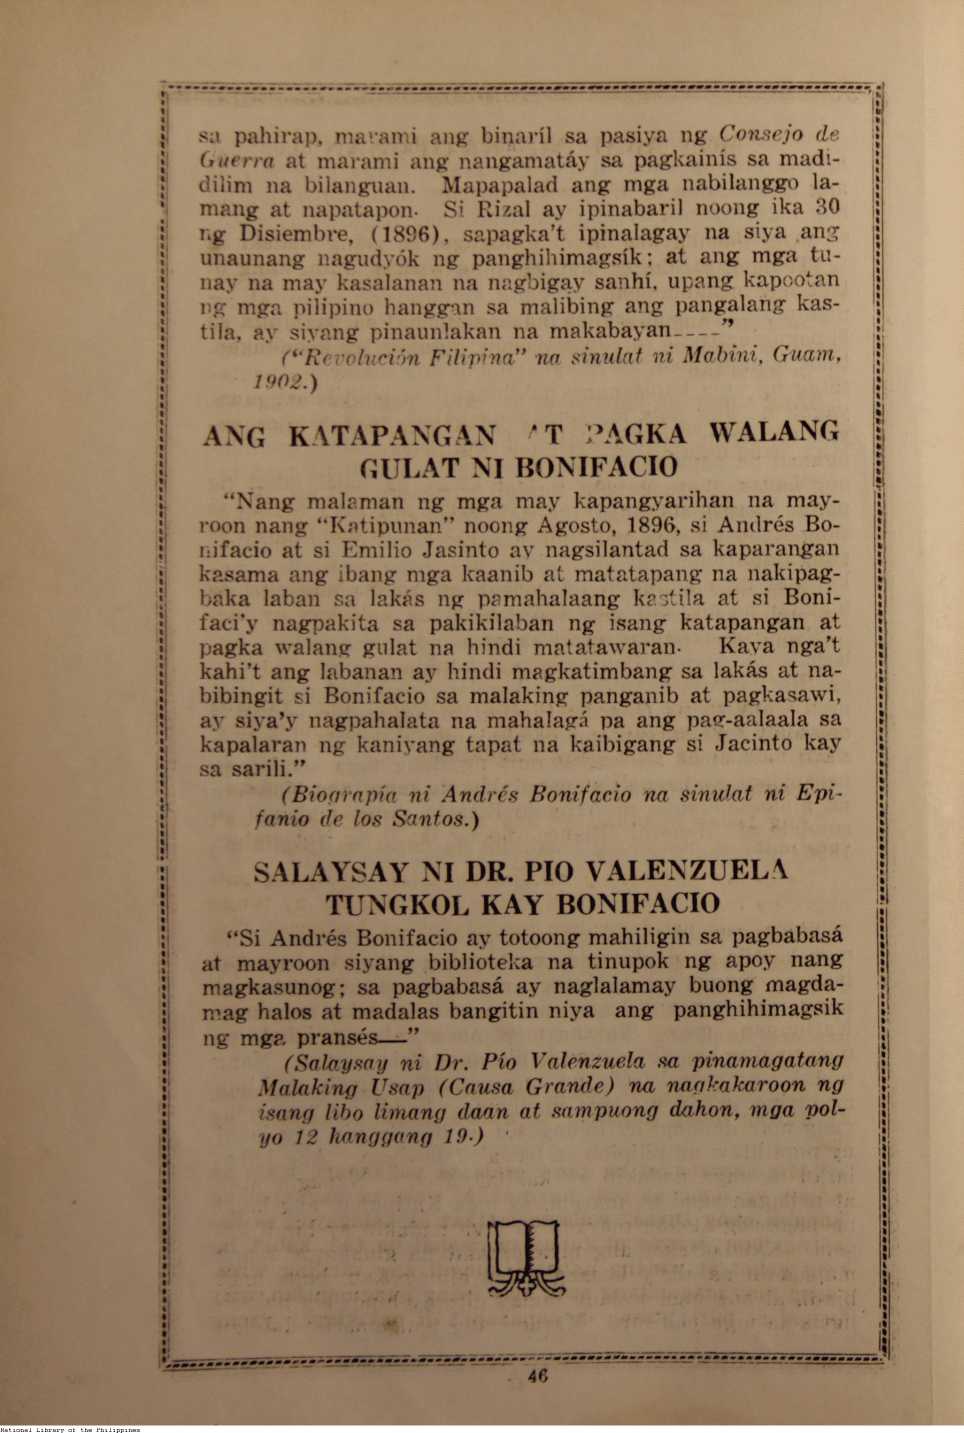 sa pahirap, marami ang binaríl sa pasiya ng Consejo de
Guerra at marami ang nangamatáy sa pagkainís sa madi-
dilim na bilanguan. Mapapalad ang mga nabilanggo la-
mang at napatapon. Si Rizal ay ipinabaril noong ika 30
ng Disiembre, (1896), sapagka't ipinalagay na siya ang
unaunang nagudyók ng panghihimagsík; at ang mga tu-
nay na may kasalanan na nagbigay sanhí, upang kapootan
ng mga pilipino hanggan sa malibing ang pangalang kas-
tila, ay siyang pinaunlakan na makabayan____"
("Revolución Filipina" na sinulat ni Mabini, Guam,
1902.)
ANG KATAPANGAN 'T PAGKA WALANG
GULAT NI BONIFACIO
"Nang malaman ng mga may kapangyarihan na may-
roon nang "Katipunan" noong Agosto, 1896, si Andrés Bo-
nifacio at si Emilio Jasinto ay nagsilantad sa kaparangan
kasama ang ibang mga kaanib at matatapang na nakipag-
baka laban sa lakás ng pamahalaang kastila at si Boni-
faci'y nagpakita sa pakikilaban ng isang katapangan at
pagka walang gulat na hindi matatawaran. Kaya nga't
kahi't ang labanan ay hindi magkatimbang sa lakás at na-
bibingit si Bonifacio sa malaking panganib at pagkasawi,
ay siya'y nagpahalata na mahalagá pa ang pag-aalaala sa
kapalaran ng kaniyang tapat na kaibigang si Jacinto kay
sa sarili."
(Biograpía ni Andrés Bonifacio na sinulat ni Epi-
fanio de los Santos.)
SALAYSAY NI DR. PIO VALENZUELA
TUNGKOL KAY BONIFACIO
"Si Andrés Bonifacio ay totoong mahiligin sa pagbabasá
at mayroon siyang biblioteka na tinupok ng apoy nang
magkasunog; sa pagbabasá ay naglalamay buong magda-
mag halos at madalas bangitin niya ang panghihimagsik
ng mga pransés—"
(Salaysay ni Dr. Pío Valenzuela sa pinamagatang
Malaking Usap (Causa Grande) na nagkakaroon ng
isang libo limang daan at sampuong dahon, mga pol-
yo 12 hanggang 19.)
46
National Library of the Philippines